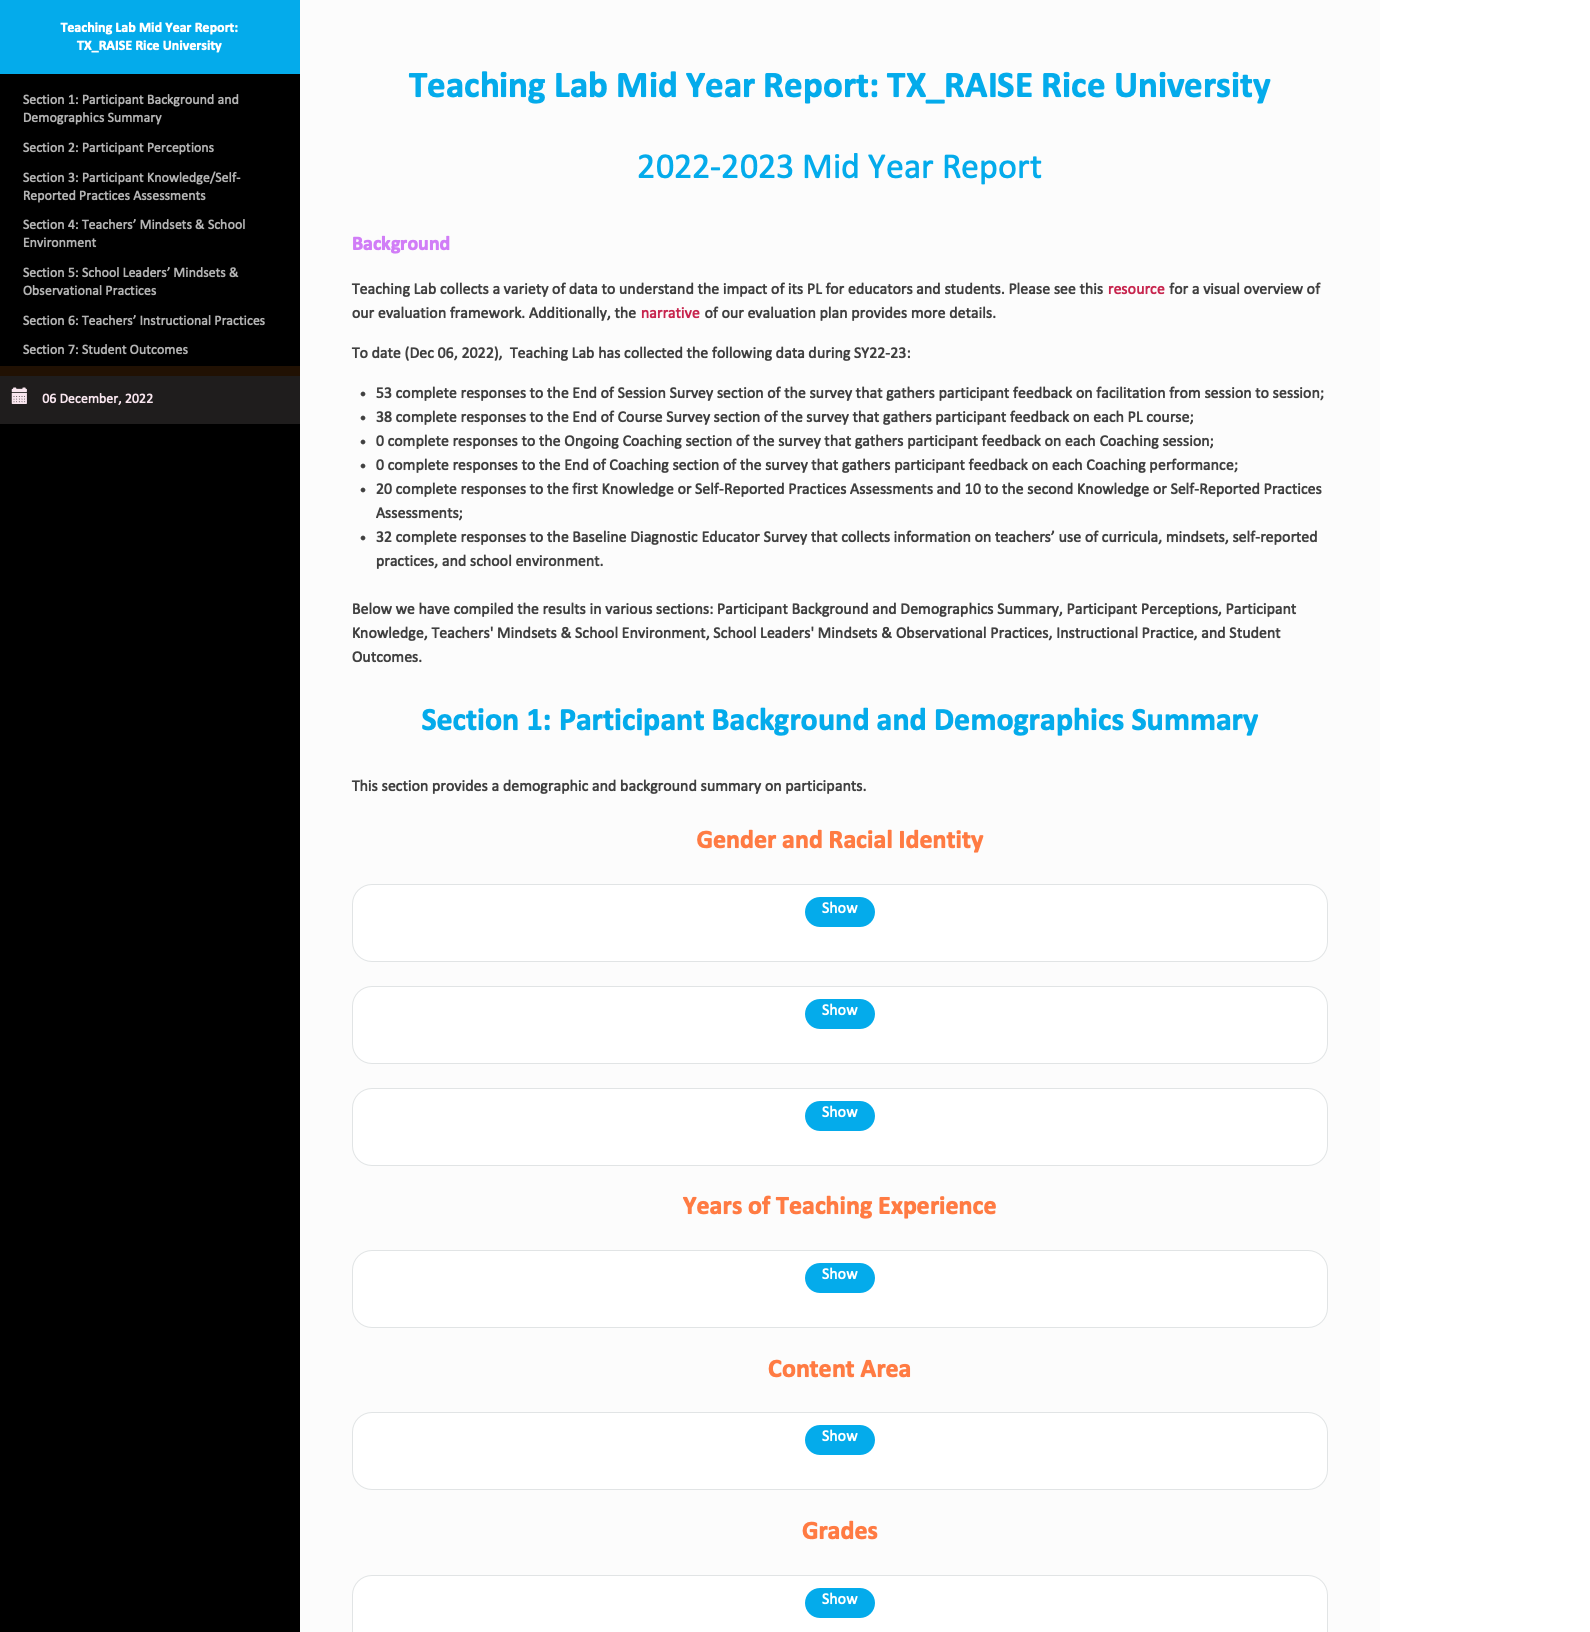 Teaching Lab Mid Year Report:
TX_RAISE Rice University
Section 1: Participant Background and
Demographics Summary
Section 2: Participant Perceptions
Section 3: Participant Knowledge/Self-
Reported Practices Assessments
Section 4: Teachers’ Mindsets & School
Environment
Section 5: School Leaders’ Mindsets &
Observational Practices
Section 6: Teachers’ Instructional Practices
Section 7: Student Outcomes
06 December, 2022
Teaching Lab Mid Year Report: TX_RAISE Rice University
2022-2023 Mid Year Report
Background
Teaching Lab collects a variety of data to understand the impact of its PL for educators and students. Please see this resource for a visual overview of
our evaluation framework. Additionally, the narrative of our evaluation plan provides more details.
To date (Dec 06, 2022),  Teaching Lab has collected the following data during SY22-23:
• 53 complete responses to the End of Session Survey section of the survey that gathers participant feedback on facilitation from session to session;
• 38 complete responses to the End of Course Survey section of the survey that gathers participant feedback on each PL course;
• 0 complete responses to the Ongoing Coaching section of the survey that gathers participant feedback on each Coaching session;
• 0 complete responses to the End of Coaching section of the survey that gathers participant feedback on each Coaching performance;
• 20 complete responses to the first Knowledge or Self-Reported Practices Assessments and 10 to the second Knowledge or Self-Reported Practices
Assessments;
• 32 complete responses to the Baseline Diagnostic Educator Survey that collects information on teachers’ use of curricula, mindsets, self-reported
practices, and school environment.
Below we have compiled the results in various sections: Participant Background and Demographics Summary, Participant Perceptions, Participant
Knowledge, Teachers' Mindsets & School Environment, School Leaders' Mindsets & Observational Practices, Instructional Practice, and Student
Outcomes.
Section 1: Participant Background and Demographics Summary
This section provides a demographic and background summary on participants.
Gender and Racial Identity
Show
Show
Show
Years of Teaching Experience
Show
Content Area
Show
Grades
Show